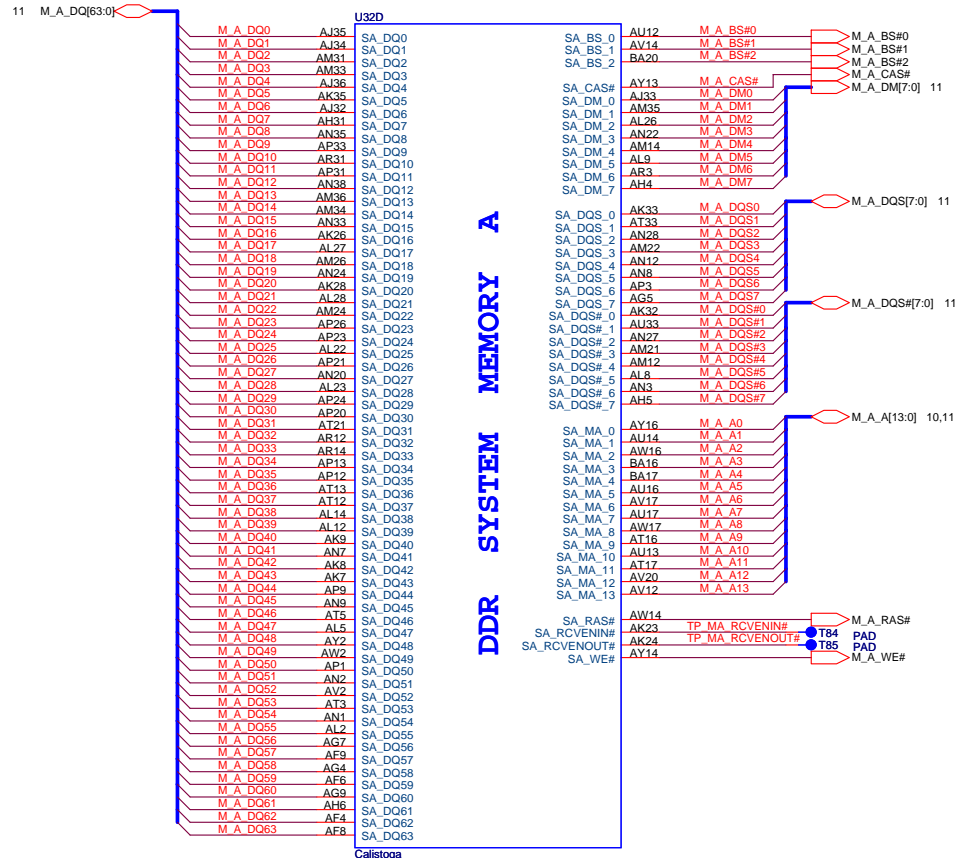 11 M_A_DQ[63:0]
U32D
M_A_DQ0 AJ35 SA_DQ0
M_A_DQ1 AJ34 SA_DQ1
M_A_DQ2 AM31 SA_DQ2
M_A_DQ3 AM33 SA_DQ3
M_A_DQ4 AJ36 SA_DQ4
M_A_DQ5 AK35 SA_DQ5
M_A_DQ6 AJ32 SA_DQ6
M_A_DQ7 AH31 SA_DQ7
M_A_DQ8 AN35 SA_DQ8
M_A_DQ9 AP33 SA_DQ9
M_A_DQ10 AR31 SA_DQ10
M_A_DQ11 AP31 SA_DQ11
M_A_DQ12 AN38 SA_DQ12
M_A_DQ13 AM36 SA_DQ13
M_A_DQ14 AM34 SA_DQ14
M_A_DQ15 AN33 SA_DQ15
M_A_DQ16 AK26 SA_DQ16
M_A_DQ17 AL27 SA_DQ17
M_A_DQ18 AM26 SA_DQ18
M_A_DQ19 AN24 SA_DQ19
M_A_DQ20 AK28 SA_DQ20
M_A_DQ21 AL28 SA_DQ21
M_A_DQ22 AM24 SA_DQ22
M_A_DQ23 AP26 SA_DQ23
M_A_DQ24 AP23 SA_DQ24
M_A_DQ25 AL22 SA_DQ25
M_A_DQ26 AP21 SA_DQ26
M_A_DQ27 AN20 SA_DQ27
M_A_DQ28 AL23 SA_DQ28
M_A_DQ29 AP24 SA_DQ29
M_A_DQ30 AP20 SA_DQ30
M_A_DQ31 AT21 SA_DQ31
M_A_DQ32 AR12 SA_DQ32
M_A_DQ33 AR14 SA_DQ33
M_A_DQ34 AP13 SA_DQ34
M_A_DQ35 AP12 SA_DQ35
M_A_DQ36 AT13 SA_DQ36
M_A_DQ37 AT12 SA_DQ37
M_A_DQ38 AL14 SA_DQ38
M_A_DQ39 AL12 SA_DQ39
M_A_DQ40 AK9 SA_DQ40
M_A_DQ41 AN7 SA_DQ41
M_A_DQ42 AK8 SA_DQ42
M_A_DQ43 AK7 SA_DQ43
M_A_DQ44 AP9 SA_DQ44
M_A_DQ45 AN9 SA_DQ45
M_A_DQ46 AT5 SA_DQ46
M_A_DQ47 AL5 SA_DQ47
M_A_DQ48 AY2 SA_DQ48
M_A_DQ49 AW2 SA_DQ49
M_A_DQ50 AP1 SA_DQ50
M_A_DQ51 AN2 SA_DQ51
M_A_DQ52 AV2 SA_DQ52
M_A_DQ53 AT3 SA_DQ53
M_A_DQ54 AN1 SA_DQ54
M_A_DQ55 AL2 SA_DQ55
M_A_DQ56 AG7 SA_DQ56
M_A_DQ57 AF9 SA_DQ57
M_A_DQ58 AG4 SA_DQ58
M_A_DQ59 AF6 SA_DQ59
M_A_DQ60 AG9 SA_DQ60
M_A_DQ61 AH6 SA_DQ61
M_A_DQ62 AF4 SA_DQ62
M_A_DQ63 AF8 SA_DQ63
DDR SYSTEM MEMORY A
SA_BS_0 AU12 M_A_BS#0 M_A_BS#0
SA_BS_1 AV14 M_A_BS#1 M_A_BS#1
SA_BS_2 BA20 M_A_BS#2 M_A_BS#2
SA_CAS# AY13 M_A_CAS# M_A_CAS#
SA_DM_0 AJ33 M_A_DM0 M_A_DM[7:0] 11
SA_DM_1 AM35 M_A_DM1
SA_DM_2 AL26 M_A_DM2
SA_DM_3 AN22 M_A_DM3
SA_DM_4 AM14 M_A_DM4
SA_DM_5 AL9 M_A_DM5
SA_DM_6 AR3 M_A_DM6
SA_DM_7 AH4 M_A_DM7
SA_DQS_0 AK33 M_A_DQS0 M_A_DQS[7:0] 11
SA_DQS_1 AT33 M_A_DQS1
SA_DQS_2 AN28 M_A_DQS2
SA_DQS_3 AM22 M_A_DQS3
SA_DQS_4 AN12 M_A_DQS4
SA_DQS_5 AN8 M_A_DQS5
SA_DQS_6 AP3 M_A_DQS6
SA_DQS_7 AG5 M_A_DQS7
SA_DQS#_0 AK32 M_A_DQS#0 M_A_DQS#[7:0] 11
SA_DQS#_1 AU33 M_A_DQS#1
SA_DQS#_2 AN27 M_A_DQS#2
SA_DQS#_3 AM21 M_A_DQS#3
SA_DQS#_4 AM12 M_A_DQS#4
SA_DQS#_5 AL8 M_A_DQS#5
SA_DQS#_6 AN3 M_A_DQS#6
SA_DQS#_7 AH5 M_A_DQS#7
SA_MA_0 AY16 M_A_A0 M_A_A[13:0] 10,11
SA_MA_1 AU14 M_A_A1
SA_MA_2 AW16 M_A_A2
SA_MA_3 BA16 M_A_A3
SA_MA_4 BA17 M_A_A4
SA_MA_5 AU16 M_A_A5
SA_MA_6 AV17 M_A_A6
SA_MA_7 AU17 M_A_A7
SA_MA_8 AW17 M_A_A8
SA_MA_9 AT16 M_A_A9
SA_MA_10 AU13 M_A_A10
SA_MA_11 AT17 M_A_A11
SA_MA_12 AV20 M_A_A12
SA_MA_13 AV12 M_A_A13
SA_RAS# AW14 M_A_RAS#
SA_RCVENIN# AK23 TP_MA_RCVENIN# T84 PAD
SA_RCVENOUT# AK24 TP_MA_RCVENOUT# T85 PAD
SA_WE# AY14 M_A_WE#
Calistoga